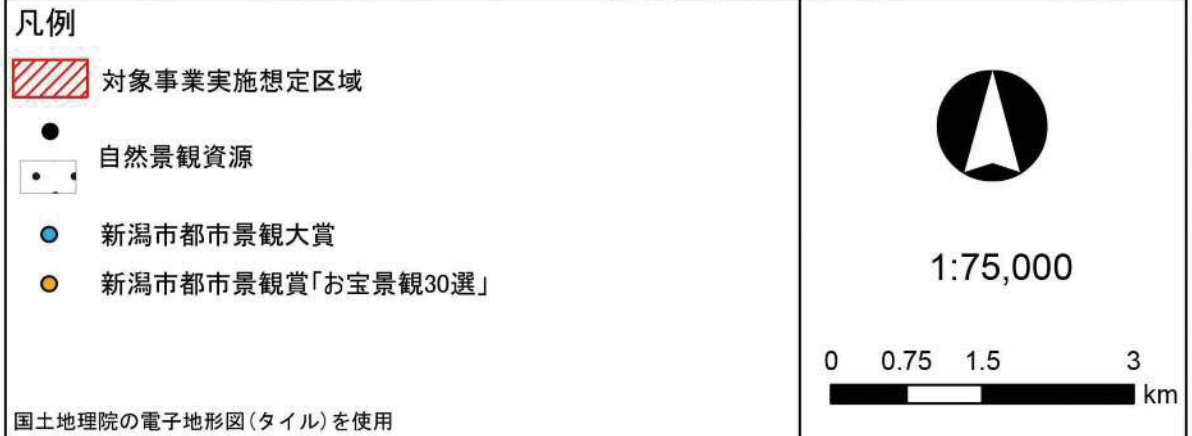 凡例
対象事業実施想定区域
自然景観資源
新潟市都市景観大賞
新潟市都市景観賞「お宝景観30選」
国土地理院の電子地形図(タイル)を使用
1:75,000
0 0.75 1.5 3
km